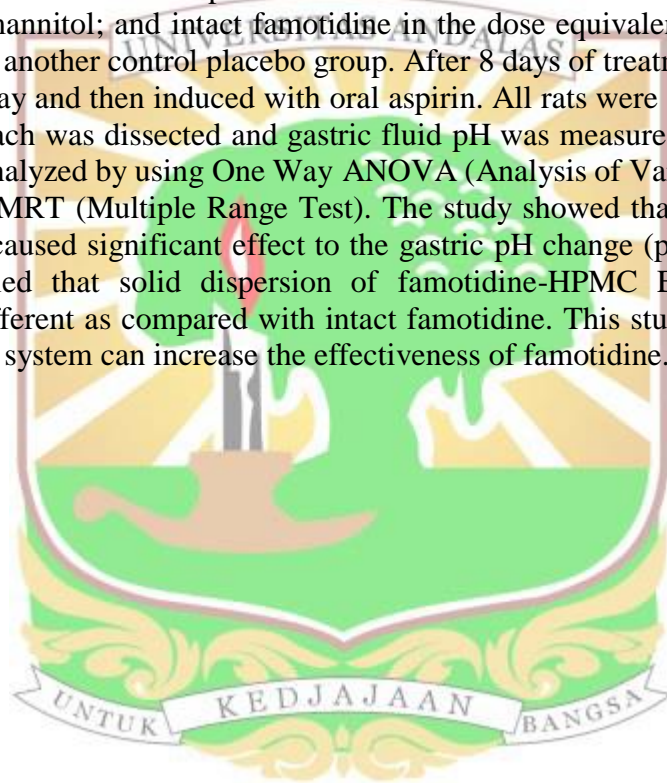 mannitol; and intact famotidine in the dose equivalen
another control placebo group. After 8 days of treatm
ay and then induced with oral aspirin. All rats were
ach was dissected and gastric fluid pH was measure
nalyzed by using One Way ANOVA (Analysis of Va
MRT (Multiple Range Test). The study showed tha
caused significant effect to the gastric pH change (p
ed that solid dispersion of famotidine-HPMC E
fferent as compared with intact famotidine. This stu
system can increase the effectiveness of famotidine.
UNIVERSITAS ANDALAS
UNTUK KEDJAJAAN BANGSA